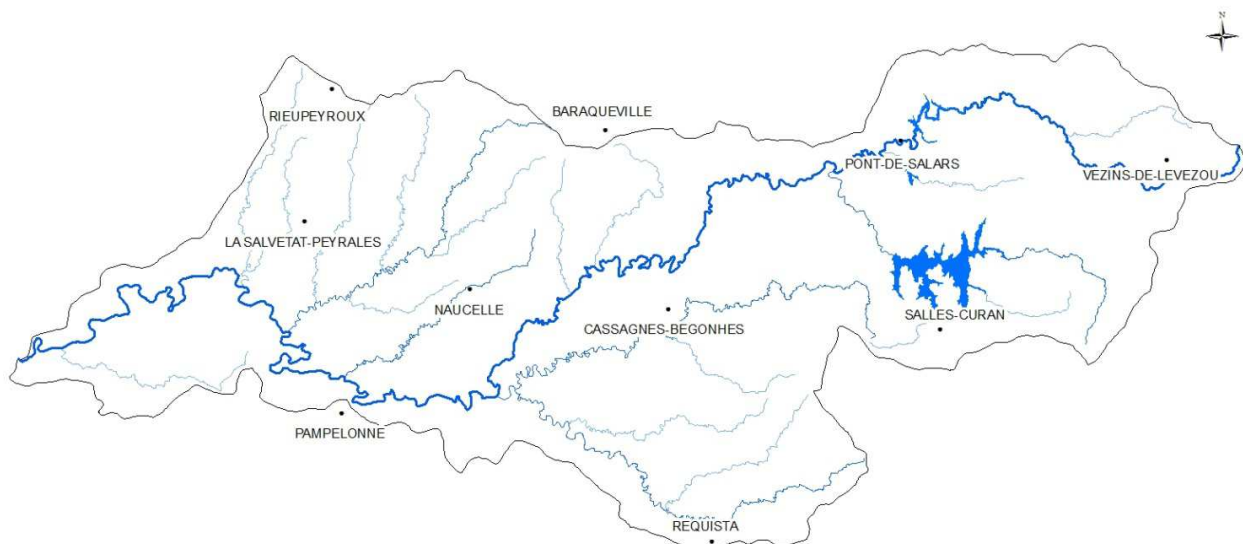 N
RIEUPEYROUX
BARAQUEVILLE
PONT-DE-SALARS
VEZINS-DE-LEVEZOU
LA SALVETAT-PEYRALES
NAUCELLE
CASSAGNES-BEGONHES
SALLES-CURAN
PAMPELONNE
REQUISTA